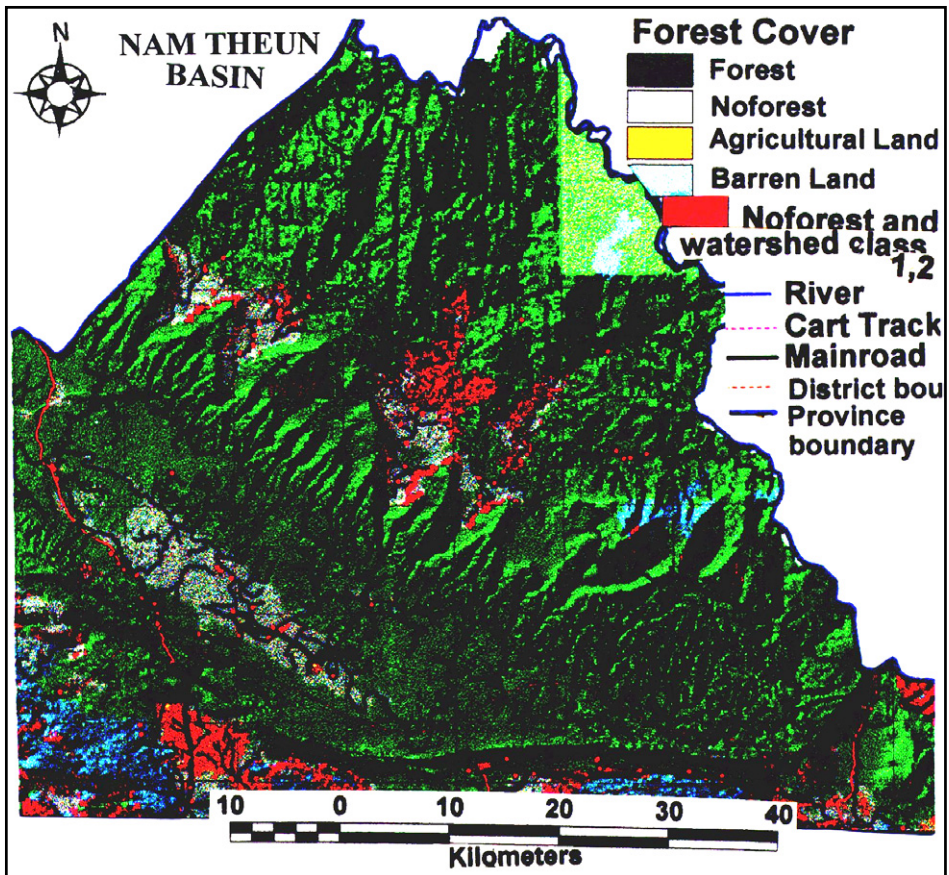 N
NAM THEUN
BASIN
Forest Cover
Forest
Noforest
Agricultural Land
Barren Land
Noforest and
watershed class
1,2
River
Cart Track
Mainroad
District bou
Province
boundary
10 0 10 20 30 40
Kilometers